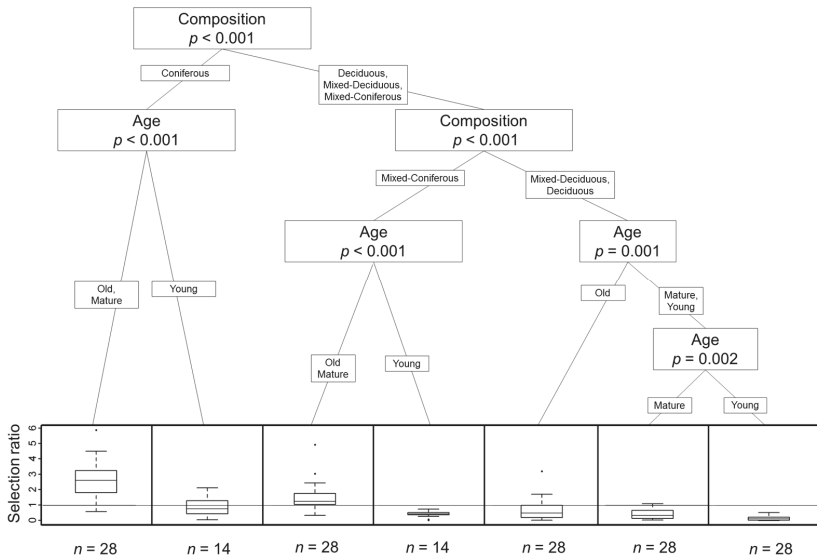 Composition
p < 0.001
Coniferous
Deciduous,
Mixed-Deciduous,
Mixed-Coniferous
Age
p < 0.001
Composition
p < 0.001
Mixed-Coniferous
Mixed-Deciduous,
Deciduous
Age
p < 0.001
Age
p = 0.001
Old,
Mature
Young
Old
Mature,
Young
Age
p = 0.002
Old
Mature
Young
Mature
Young
Selection ratio
6
5
4
3
2
1
0
n = 28
n = 14
n = 28
n = 14
n = 28
n = 28
n = 28